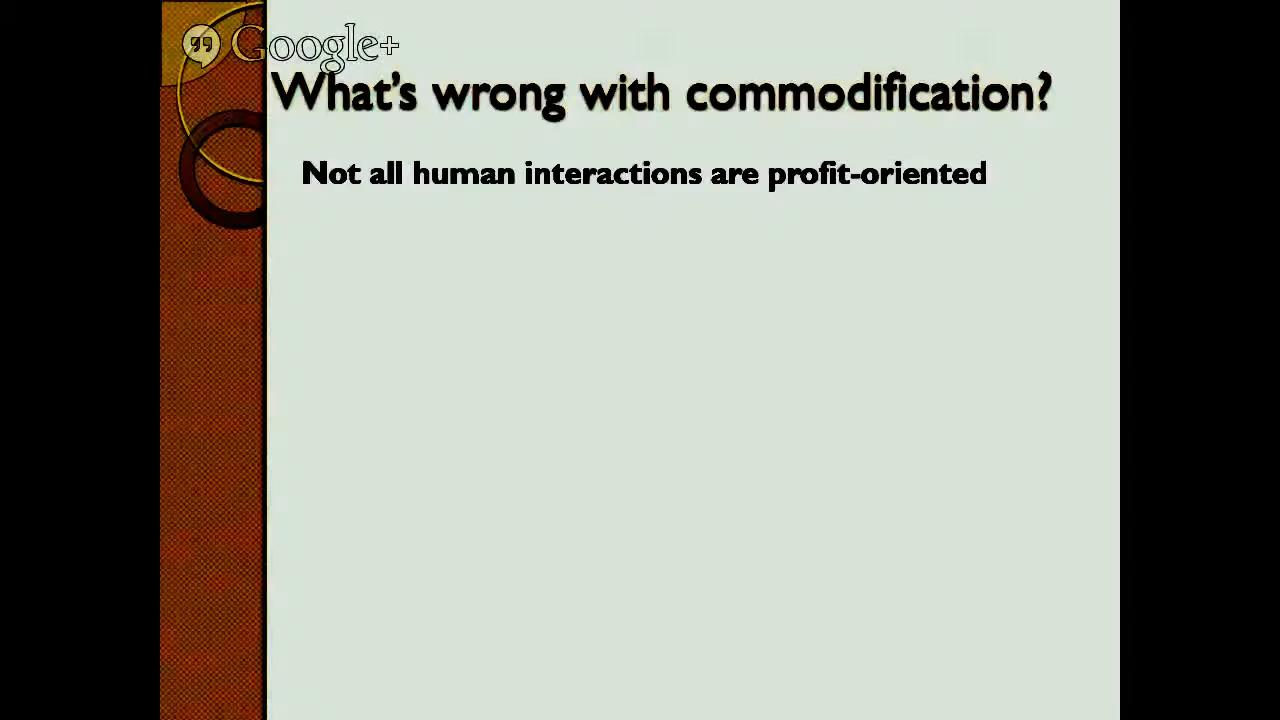 Google+
What's wrong with commodification?
Not all human interactions are profit-oriented